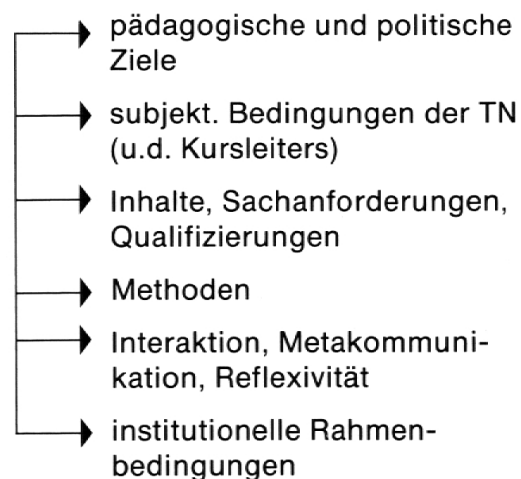 pädagogische und politische
Ziele
subjekt. Bedingungen der TN
(u.d. Kursleiters)
Inhalte, Sachanforderungen,
Qualifizierungen
Methoden
Interaktion, Metakommuni-
kation, Reflexivität
institutionelle Rahmen-
bedingungen